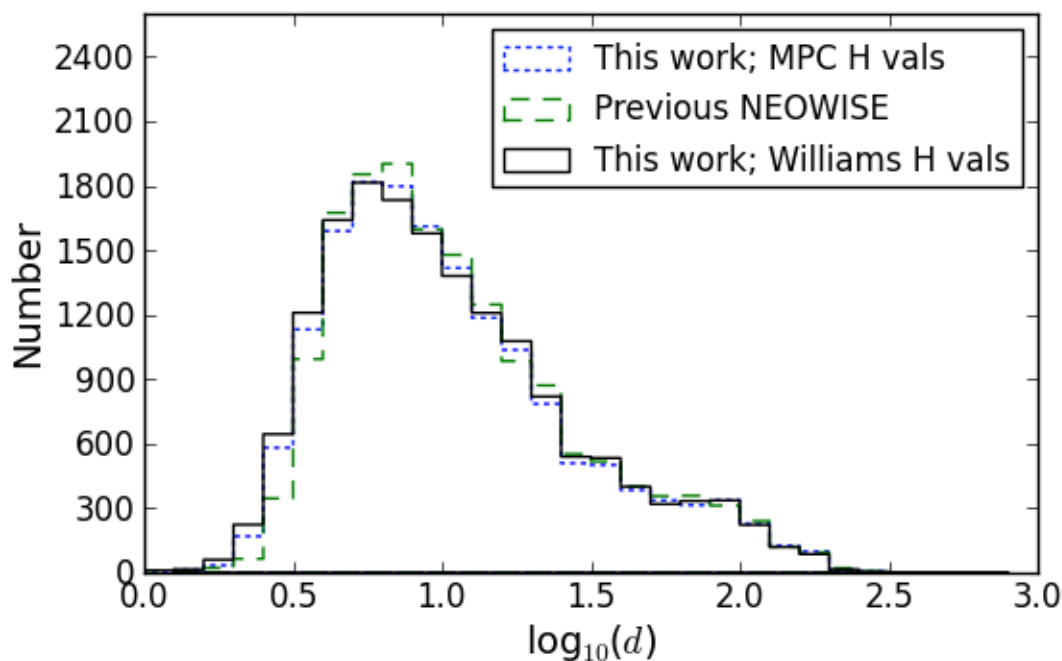 2400
2100
1800
1500
1200
900
600
300
0
Number
This work; MPC H vals
Previous NEOWISE
This work; Williams H vals
0.0 0.5 1.0 1.5 2.0 2.5 3.0
log₁₀(d)